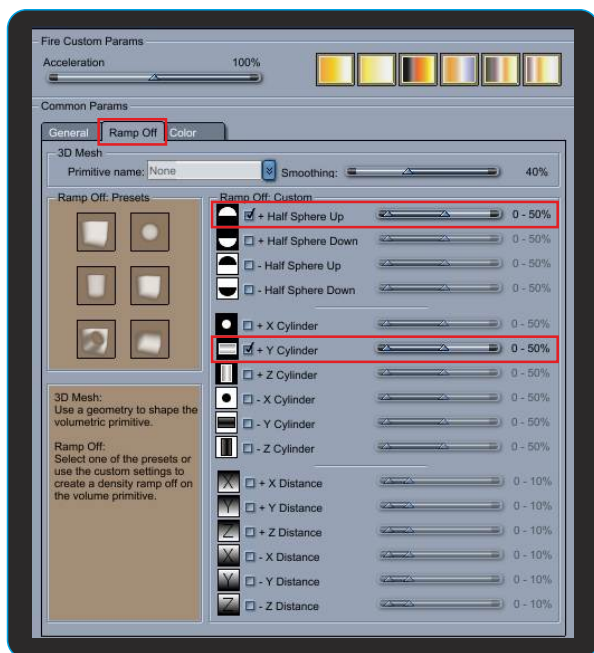 Fire Custom Params
Acceleration 100%
Common Params
General Ramp Off Color
3D Mesh
Primitive name: None Smoothing: 40%
Ramp Off: Presets
Ramp Off: Custom
+ Half Sphere Up 0 - 50%
+ Half Sphere Down 0 - 50%
- Half Sphere Up 0 - 50%
- Half Sphere Down 0 - 50%
+ X Cylinder 0 - 50%
+ Y Cylinder 0 - 50%
+ Z Cylinder 0 - 50%
- X Cylinder 0 - 50%
- Y Cylinder 0 - 50%
- Z Cylinder 0 - 50%
X + X Distance 0 - 10%
Y + Y Distance 0 - 10%
Z + Z Distance 0 - 10%
X - X Distance 0 - 10%
Y - Y Distance 0 - 10%
Z - Z Distance 0 - 10%
3D Mesh:
Use a geometry to shape the
volumetric primitive.
Ramp Off:
Select one of the presets or
use the custom settings to
create a density ramp off on
the volume primitive.